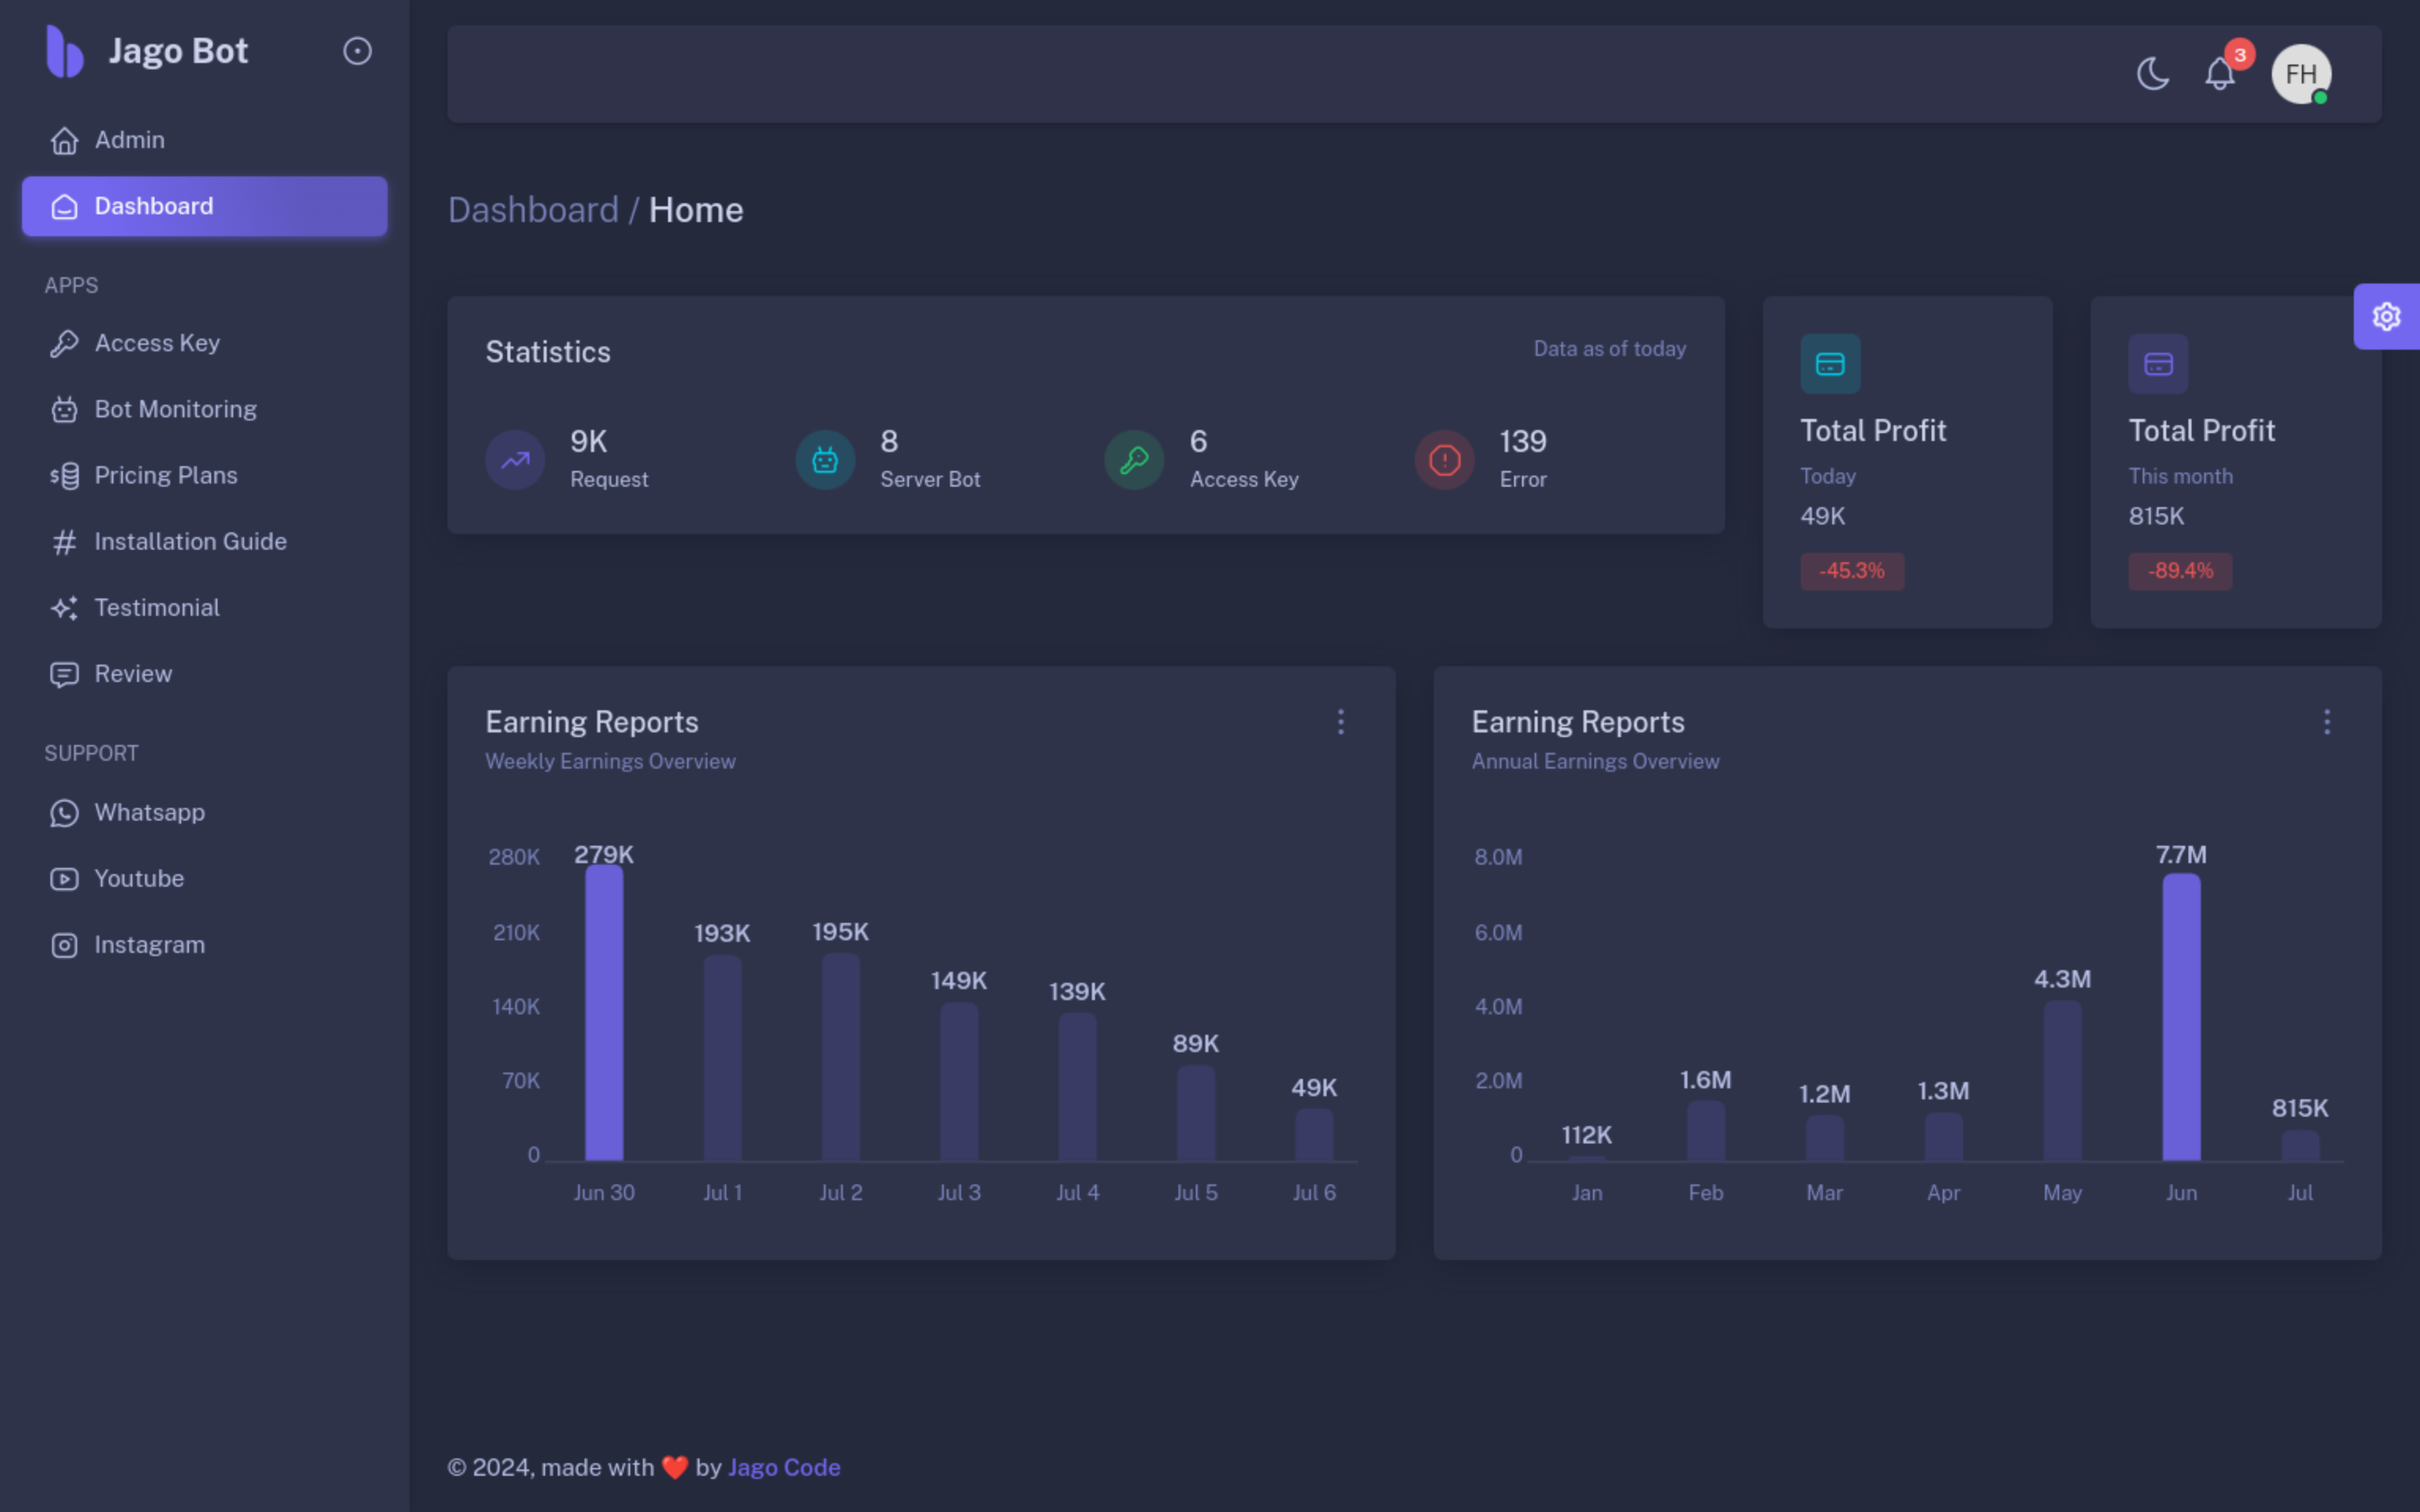 Jago Bot
Admin
Dashboard
APPS
Access Key
Bot Monitoring
Pricing Plans
Installation Guide
Testimonial
Review
SUPPORT
Whatsapp
Youtube
Instagram
3
FH
Dashboard / Home
Statistics
Data as of today
9K
Request
8
Server Bot
6
Access Key
139
Error
Total Profit
Today
49K
-45.3%
Total Profit
This month
815K
-89.4%
Earning Reports
Weekly Earnings Overview
280K
210K
140K
70K
0
279K
193K
195K
149K
139K
89K
49K
Jun 30
Jul 1
Jul 2
Jul 3
Jul 4
Jul 5
Jul 6
Earning Reports
Annual Earnings Overview
8.0M
6.0M
4.0M
2.0M
0
112K
1.6M
1.2M
1.3M
4.3M
7.7M
815K
Jan
Feb
Mar
Apr
May
Jun
Jul
© 2024, made with ❤️ by Jago Code